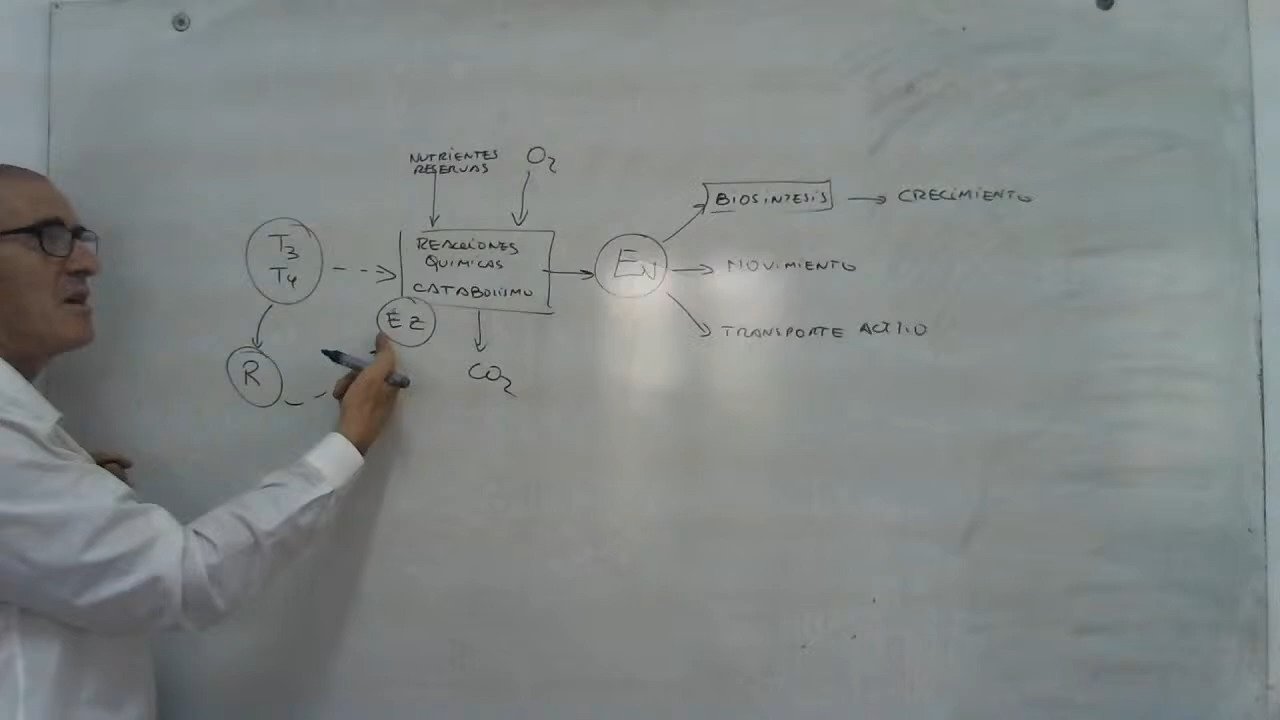 NUTRIENTES
RESERVAS
O2
T3
T4
REACCIONES
QUIMICAS
CATABOLISMO
EZ
R
CO2
EN
BIOSINTESIS
CRECIMIENTO
MOVIMIENTO
TRANSPORTE ACTIVO